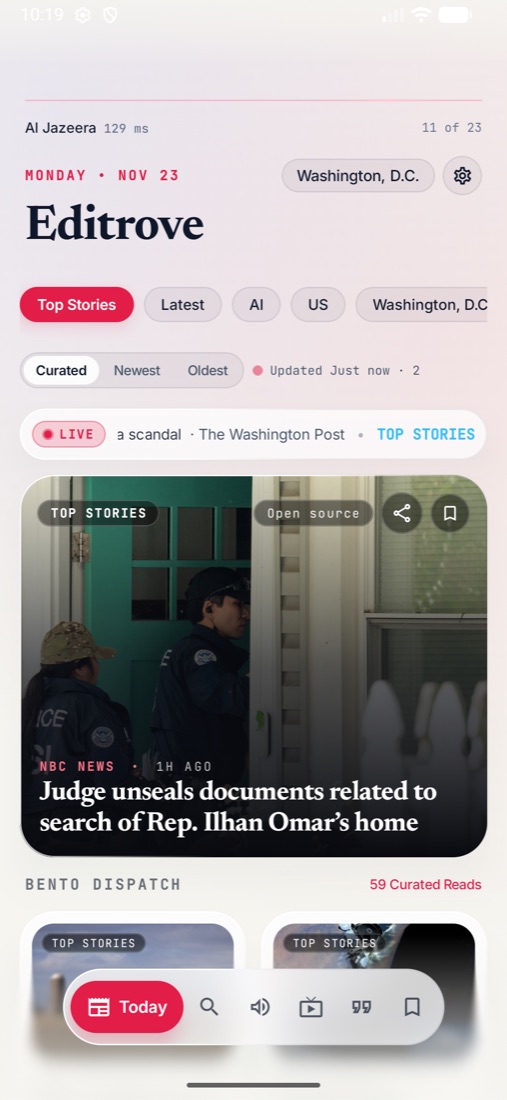 10:19
Al Jazeera 129 ms
11 of 23
MONDAY • NOV 23
Washington, D.C.
Editrove
Top Stories
Latest
AI
US
Washington, D.C
Curated
Newest
Oldest
Updated Just now · 2
LIVE
a scandal · The Washington Post • TOP STORIES
TOP STORIES
Open source
ICE
NBC NEWS • 1H AGO
Judge unseals documents related to
search of Rep. Ilhan Omar’s home
BENTO DISPATCH
59 Curated Reads
TOP STORIES
TOP STORIES
Today